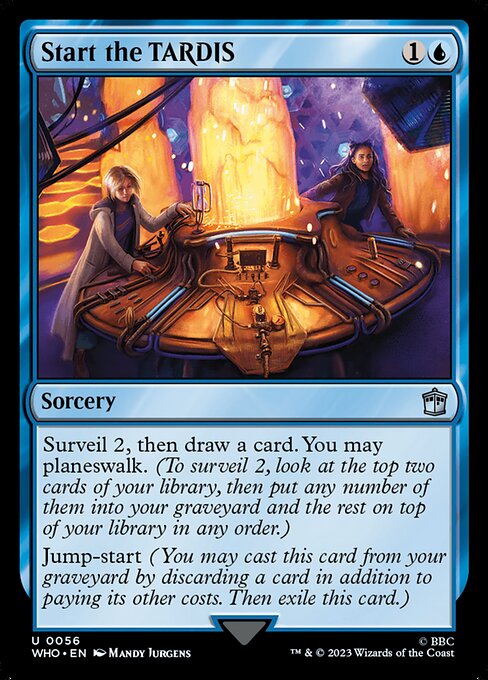 Start the TARDIS 1
Sorcery
Surveil 2, then draw a card. You may
planeswalk. (To surveil 2, look at the top two
cards of your library, then put any number of
them into your graveyard and the rest on top
of your library in any order.)
Jump-start (You may cast this card from your
graveyard by discarding a card in addition to
paying its other costs. Then exile this card.)
U 0056 © BBC
WHO • EN Mandy Jurgens ™ & © 2023 Wizards of the Coast